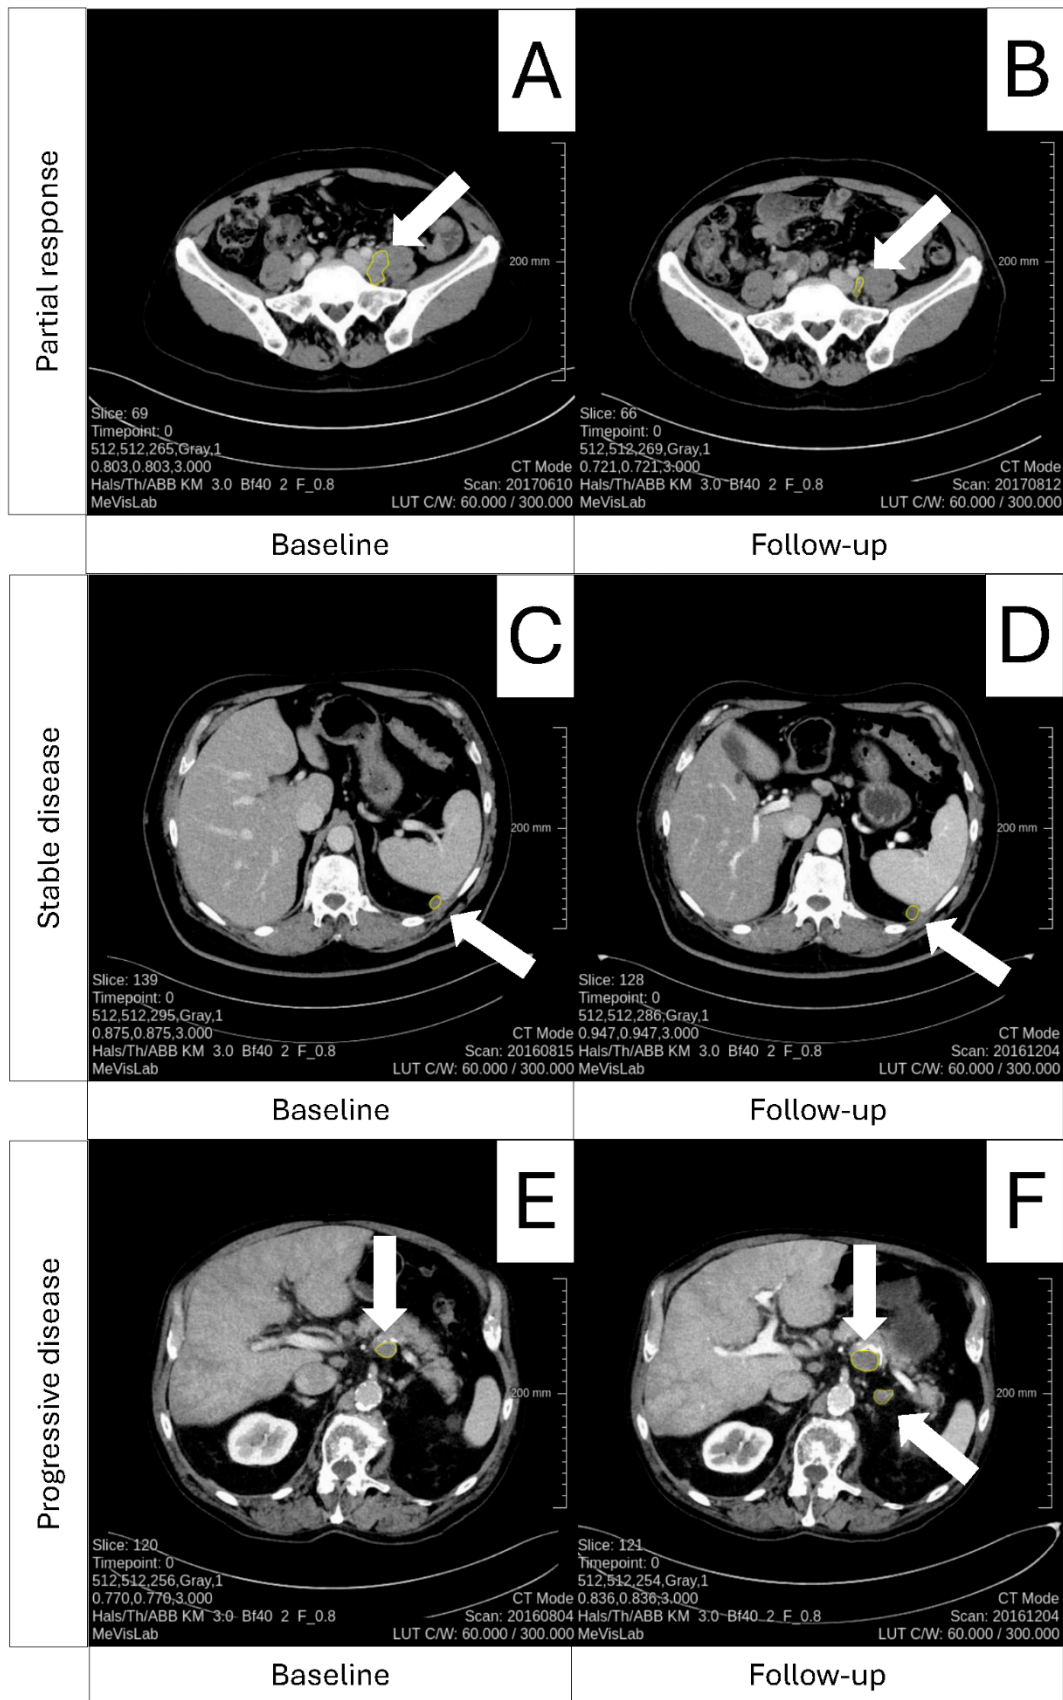 Partial response
A
200 mm
Slice: 69
Timepoint: 0
512,512,265,Gray,1
0.803,0.803,3.000
CT Mode
Hals/Th/ABB KM 3.0 Bf40 2 F_0.8
Scan: 20170610
MeVisLab
LUT C/W: 60.000 / 300.000
B
200 mm
Slice: 66
Timepoint: 0
512,512,269,Gray,1
0.721,0.721,3.000
CT Mode
Hals/Th/ABB KM 3.0 Bf40 2 F_0.8
Scan: 20170812
MeVisLab
LUT C/W: 60.000 / 300.000
Baseline
Follow-up
Stable disease
C
200 mm
Slice: 139
Timepoint: 0
512,512,295,Gray,1
0.875,0.875,3.000
CT Mode
Hals/Th/ABB KM 3.0 Bf40 2 F_0.8
Scan: 20160815
MeVisLab
LUT C/W: 60.000 / 300.000
D
200 mm
Slice: 128
Timepoint: 0
512,512,286,Gray,1
0.947,0.947,3.000
CT Mode
Hals/Th/ABB KM 3.0 Bf40 2 F_0.8
Scan: 20161204
MeVisLab
LUT C/W: 60.000 / 300.000
Baseline
Follow-up
Progressive disease
E
200 mm
Slice: 120
Timepoint: 0
512,512,256,Gray,1
0.770,0.770,3.000
CT Mode
Hals/Th/ABB KM 3.0 Bf40 2 F_0.8
Scan: 20160804
MeVisLab
LUT C/W: 60.000 / 300.000
F
200 mm
Slice: 121
Timepoint: 0
512,512,254,Gray,1
0.836,0.836,3.000
CT Mode
Hals/Th/ABB KM 3.0 Bf40 2 F_0.8
Scan: 20161204
MeVisLab
LUT C/W: 60.000 / 300.000
Baseline
Follow-up